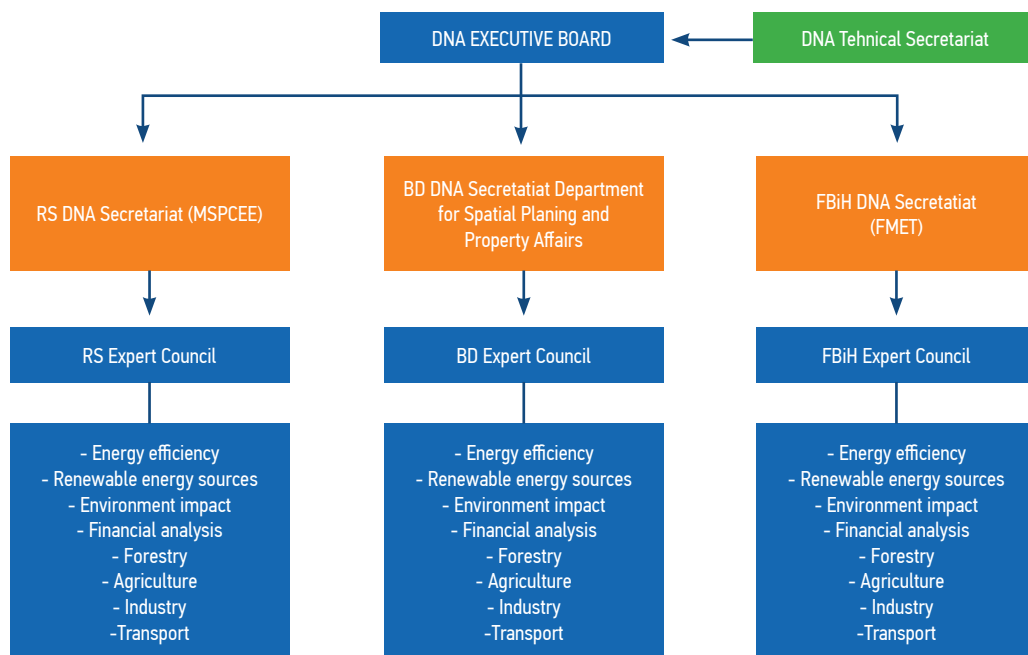 DNA EXECUTIVE BOARD
DNA Tehnical Secretariat
RS DNA Secretariat (MSPCEE)
BD DNA Secretatiat Department
for Spatial Planing and
Property Affairs
FBiH DNA Secretatiat
(FMET)
RS Expert Council
BD Expert Council
FBiH Expert Council
- Energy efficiency
- Renewable energy sources
- Environment impact
- Financial analysis
- Forestry
- Agriculture
- Industry
-Transport
- Energy efficiency
- Renewable energy sources
- Environment impact
- Financial analysis
- Forestry
- Agriculture
- Industry
-Transport
- Energy efficiency
- Renewable energy sources
- Environment impact
- Financial analysis
- Forestry
- Agriculture
- Industry
-Transport